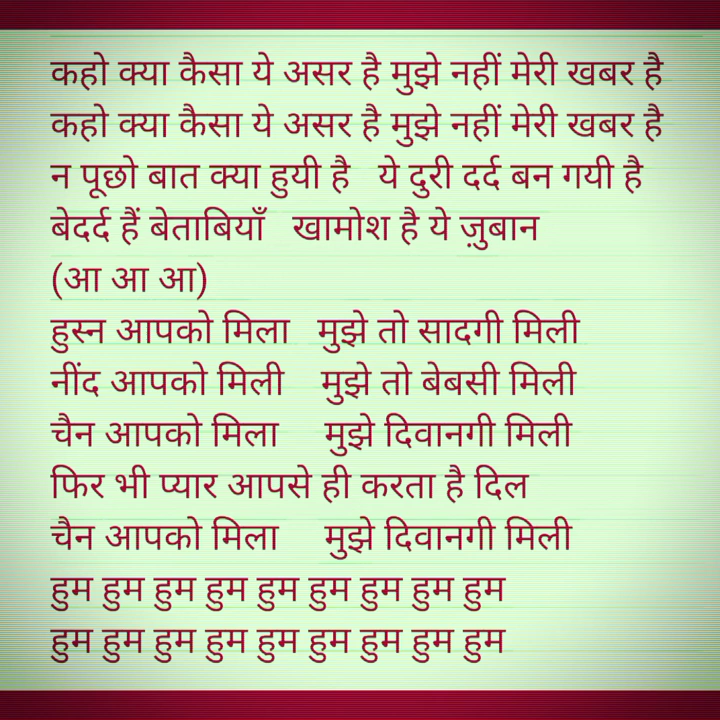 कहो क्या कैसा ये असर है मुझे नहीं मेरी खबर है
कहो क्या कैसा ये असर है मुझे नहीं मेरी खबर है
न पूछो बात क्या हुयी है ये दुरी दर्द बन गयी है
बेदर्द हैं बेताबियाँ खामोश है ये ज़ुबान
(आ आ आ)
हुस्न आपको मिला मुझे तो सादगी मिली
नींद आपको मिली मुझे तो बेबसी मिली
चैन आपको मिला मुझे दिवानगी मिली
फिर भी प्यार आपसे ही करता है दिल
चैन आपको मिला मुझे दिवानगी मिली
हुम हुम हुम हुम हुम हुम हुम हुम हुम
हुम हुम हुम हुम हुम हुम हुम हुम हुम